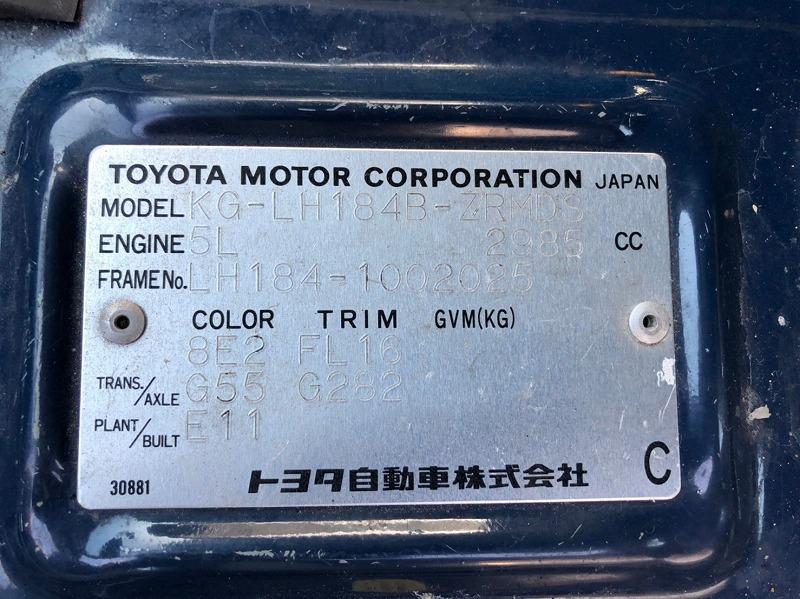 TOYOTA MOTOR CORPORATION JAPAN
MODEL KG-LH184B-ZRMDS
ENGINE 5L 2985 CC
FRAME No. LH184-1002025
COLOR TRIM GVM(KG)
8E2 FL16
TRANS./AXLE G55 G282
PLANT/BUILT E11
30881 トヨタ自動車株式会社 C